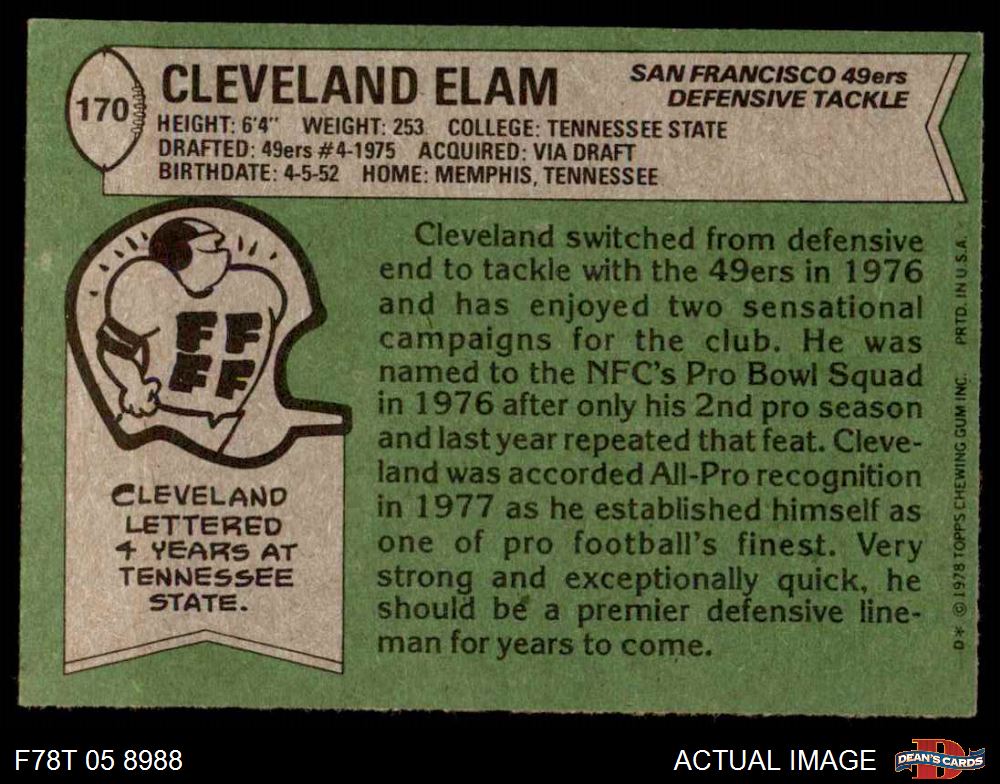 170
CLEVELAND ELAM
SAN FRANCISCO 49ers
DEFENSIVE TACKLE
HEIGHT: 6'4" WEIGHT: 253 COLLEGE: TENNESSEE STATE
DRAFTED: 49ers #4-1975 ACQUIRED: VIA DRAFT
BIRTHDATE: 4-5-52 HOME: MEMPHIS, TENNESSEE
F F
F F
CLEVELAND
LETTERED
4 YEARS AT
TENNESSEE
STATE.
Cleveland switched from defensive
end to tackle with the 49ers in 1976
and has enjoyed two sensational
campaigns for the club. He was
named to the NFC's Pro Bowl Squad
in 1976 after only his 2nd pro season
and last year repeated that feat. Cleve-
land was accorded All-Pro recognition
in 1977 as he established himself as
one of pro football's finest. Very
strong and exceptionally quick, he
should be a premier defensive line-
man for years to come.
D* © 1978 TOPPS CHEWING GUM INC. PRTD. IN U.S.A.
F78T 05 8988
ACTUAL IMAGE
D
DEAN'S CARDS